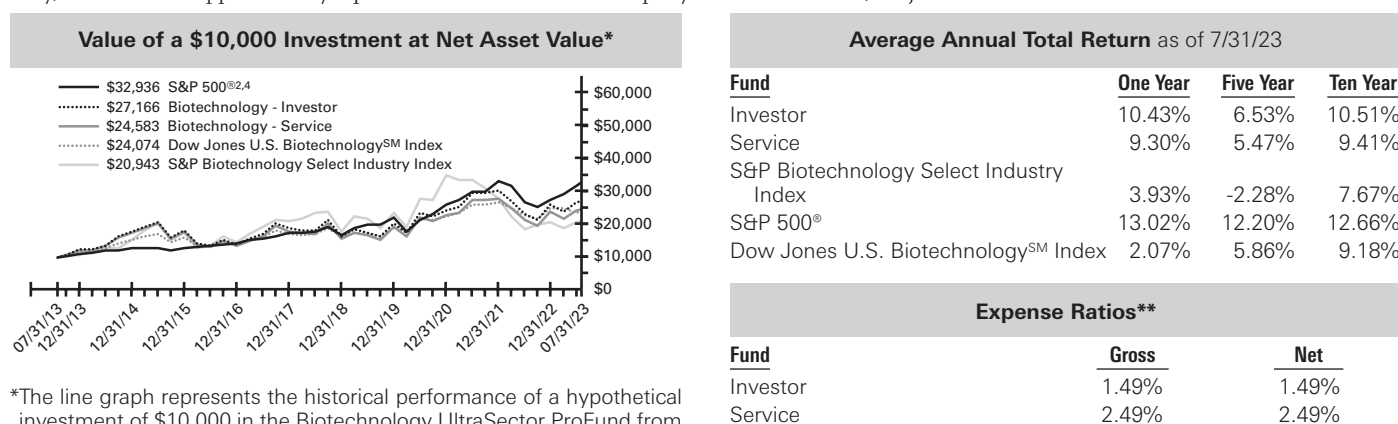 Value of a $10,000 Investment at Net Asset Value*
$32,936 S&P 500®2,4
$27,166 Biotechnology - Investor
$24,583 Biotechnology - Service
$24,074 Dow Jones U.S. Biotechnology℠ Index
$20,943 S&P Biotechnology Select Industry Index
$60,000
$50,000
$40,000
$30,000
$20,000
$10,000
$0
07/31/13
12/31/13
12/31/14
12/31/15
12/31/16
12/31/17
12/31/18
12/31/19
12/31/20
12/31/21
12/31/22
07/31/23
*The line graph represents the historical performance of a hypothetical
investment of $10,000 in the Biotechnology UltraSector ProFund from
Average Annual Total Return as of 7/31/23
Fund One Year Five Year Ten Year
Investor 10.43% 6.53% 10.51%
Service 9.30% 5.47% 9.41%
S&P Biotechnology Select Industry
Index 3.93% -2.28% 7.67%
S&P 500® 13.02% 12.20% 12.66%
Dow Jones U.S. Biotechnology℠ Index 2.07% 5.86% 9.18%
Expense Ratios**
Fund Gross Net
Investor 1.49% 1.49%
Service 2.49% 2.49%